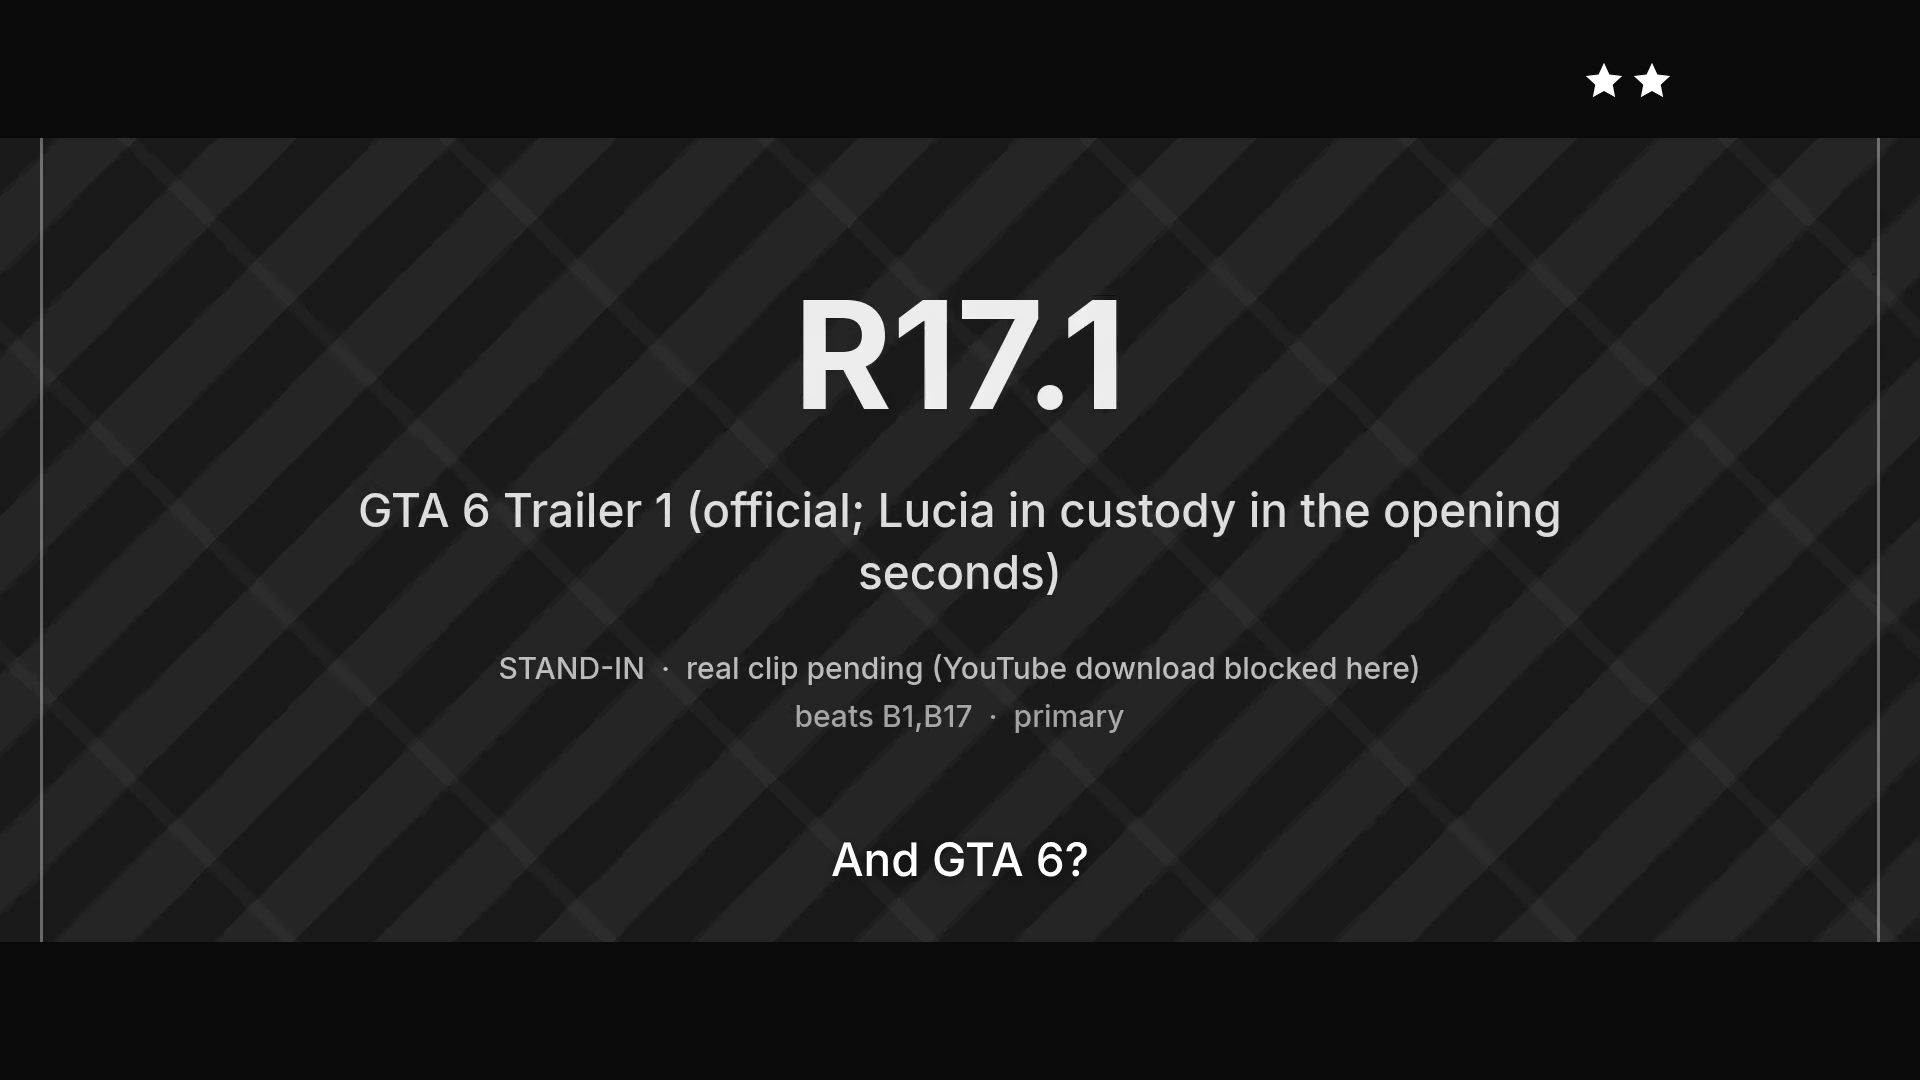 R17.1
GTA 6 Trailer 1 (official; Lucia in custody in the opening
seconds)
STAND-IN · real clip pending (YouTube download blocked here)
beats B1,B17 · primary
And GTA 6?